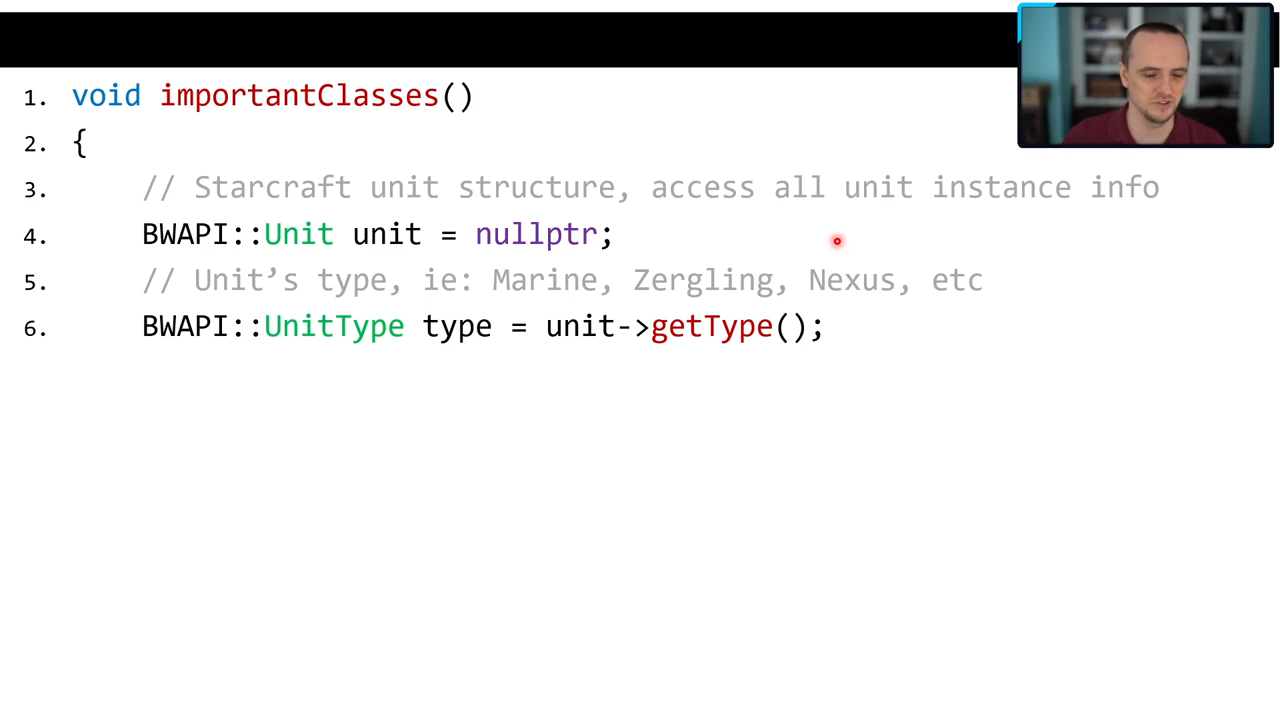 1. void importantClasses()
2. {
3. // Starcraft unit structure, access all unit instance info
4. BWAPI::Unit unit = nullptr;
5. // Unit’s type, ie: Marine, Zergling, Nexus, etc
6. BWAPI::UnitType type = unit->getType();